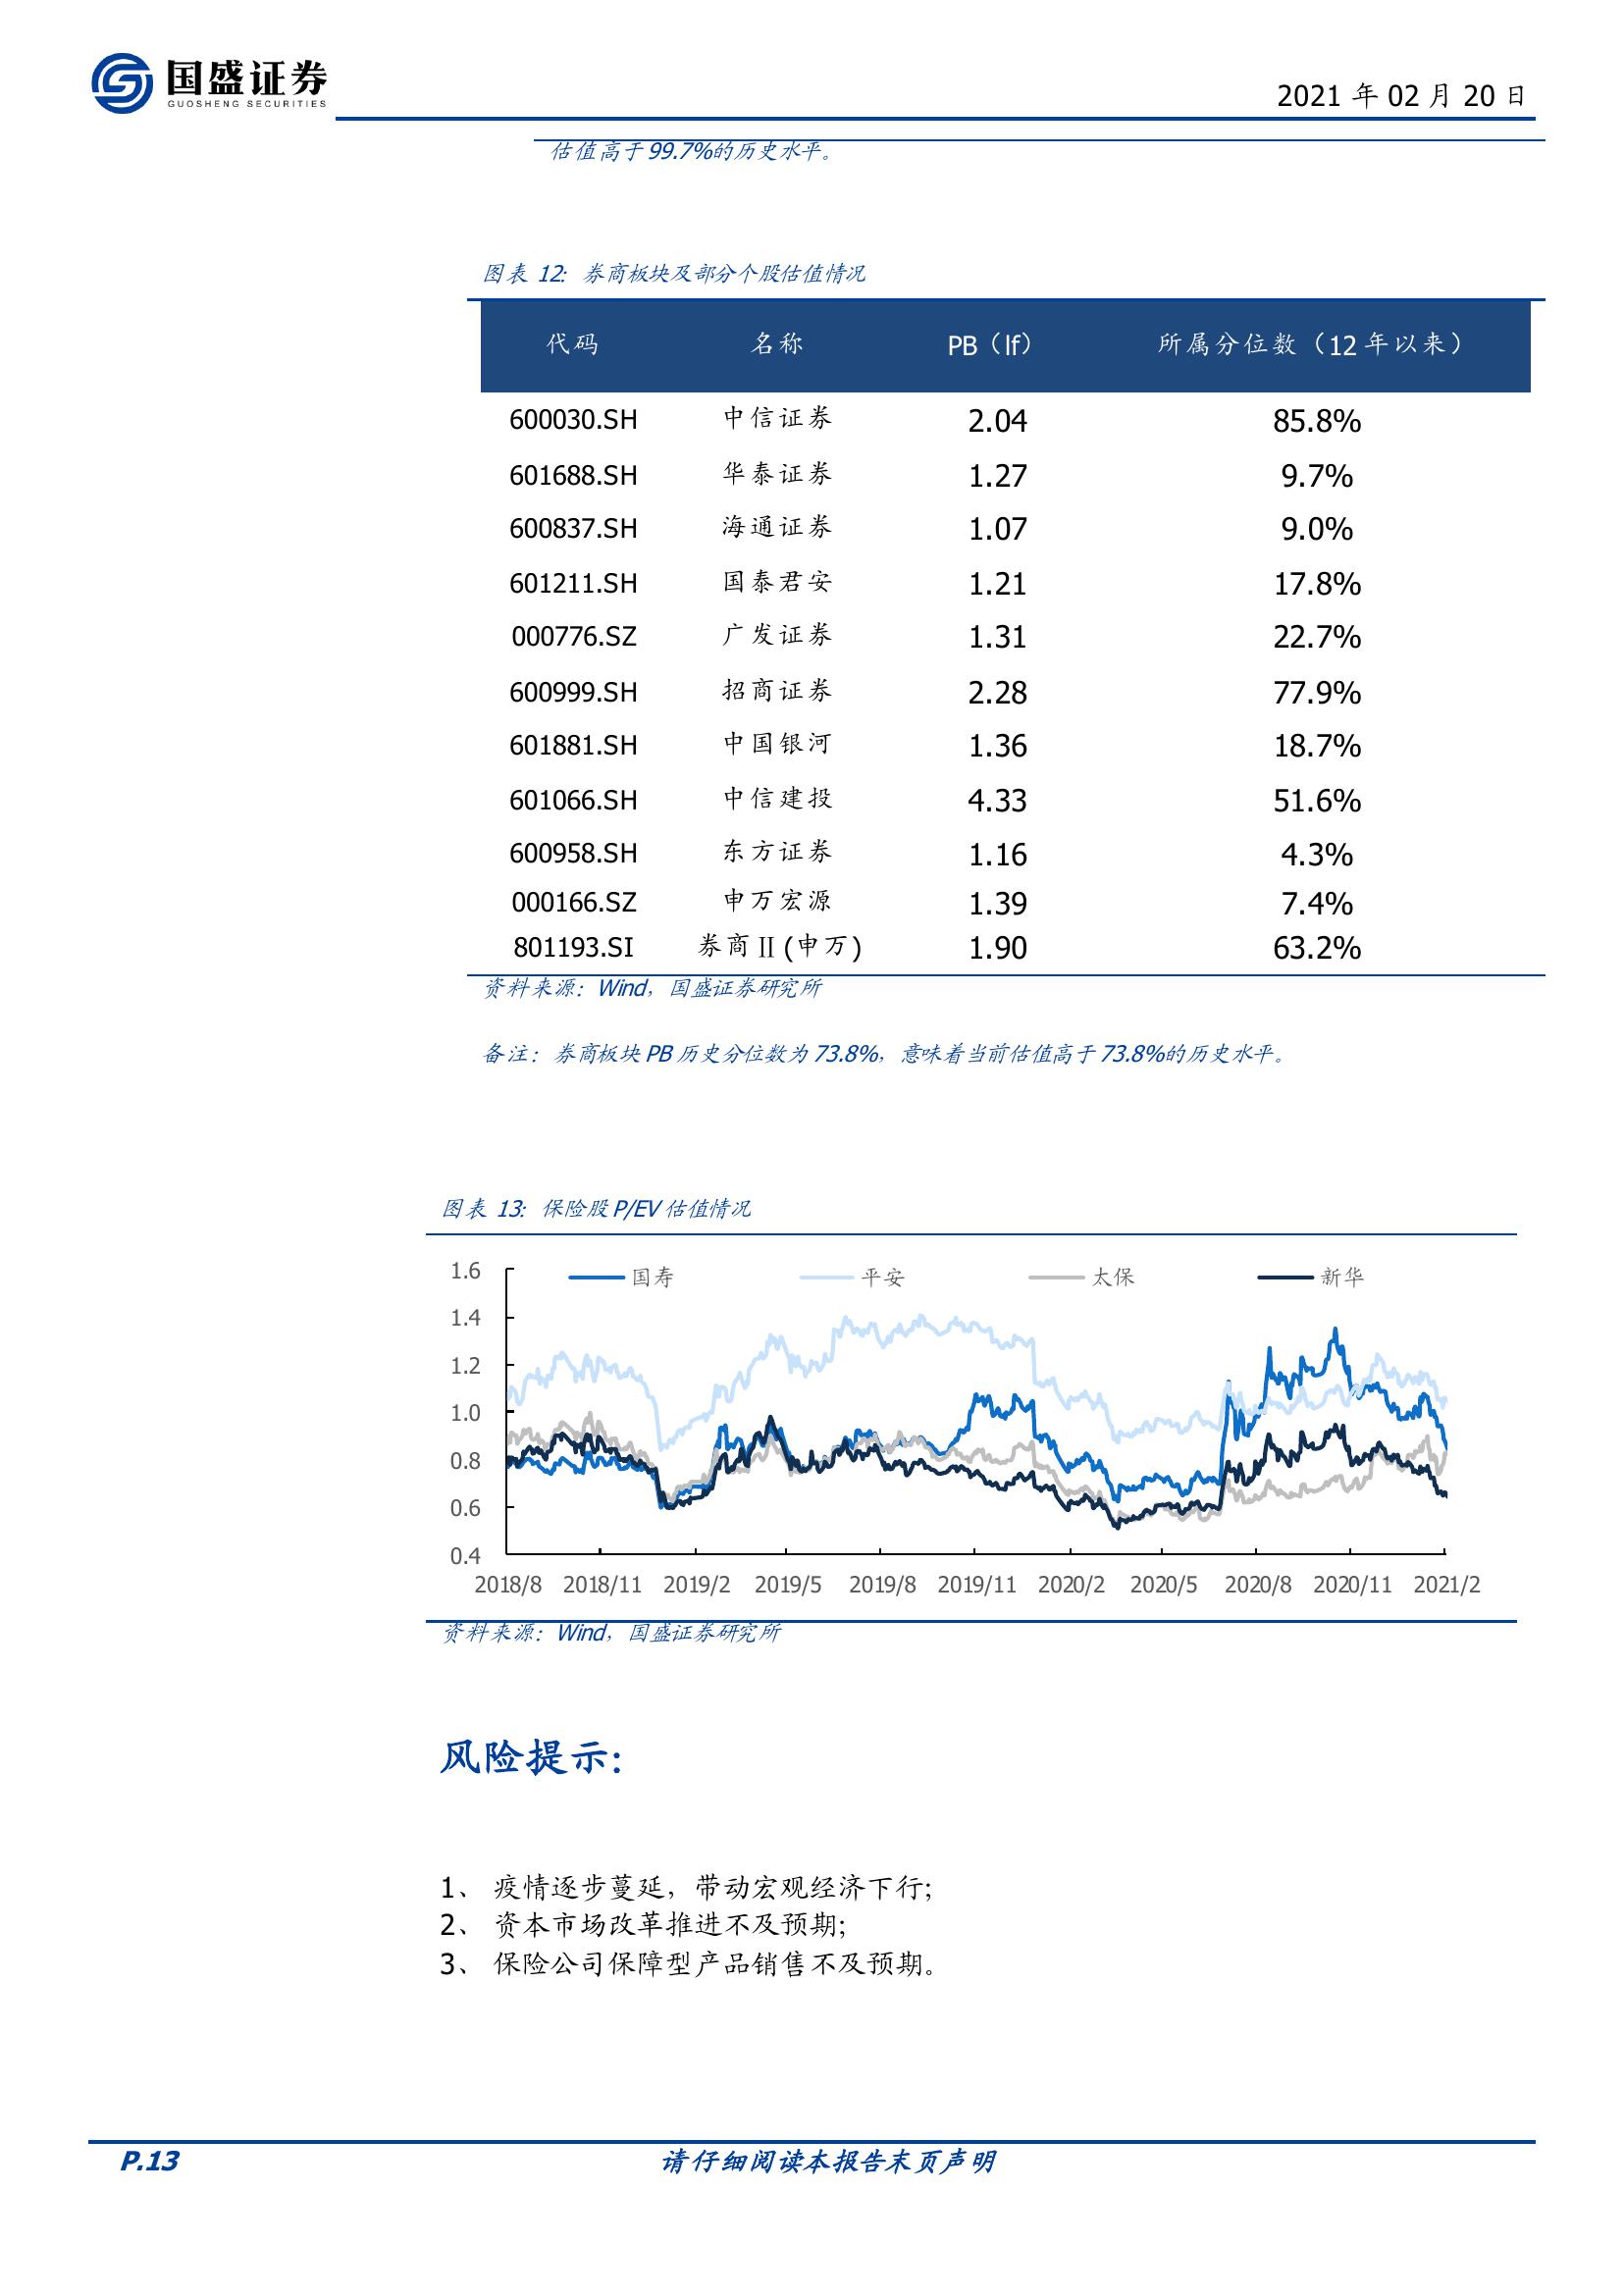 国盛证券
GUOSHENG SECURITIES
2021 年 02 月 20 日
估值高于 99.7%的历史水平。
图表 12: 券商板块及部分个股估值情况
代码 名称 PB（lf） 所属分位数（12 年以来）
600030.SH 中信证券 2.04 85.8%
601688.SH 华泰证券 1.27 9.7%
600837.SH 海通证券 1.07 9.0%
601211.SH 国泰君安 1.21 17.8%
000776.SZ 广发证券 1.31 22.7%
600999.SH 招商证券 2.28 77.9%
601881.SH 中国银河 1.36 18.7%
601066.SH 中信建投 4.33 51.6%
600958.SH 东方证券 1.16 4.3%
000166.SZ 申万宏源 1.39 7.4%
801193.SI 券商Ⅱ(申万) 1.90 63.2%
资料来源：Wind，国盛证券研究所
备注：券商板块 PB 历史分位数为 73.8%，意味着当前估值高于 73.8%的历史水平。
图表 13: 保险股 P/EV 估值情况
国寿 平安 太保 新华
1.6
1.4
1.2
1.0
0.8
0.6
0.4
2018/8 2018/11 2019/2 2019/5 2019/8 2019/11 2020/2 2020/5 2020/8 2020/11 2021/2
资料来源：Wind，国盛证券研究所
风险提示：
1、 疫情逐步蔓延，带动宏观经济下行;
2、 资本市场改革推进不及预期;
3、 保险公司保障型产品销售不及预期。
P.13 请仔细阅读本报告末页声明